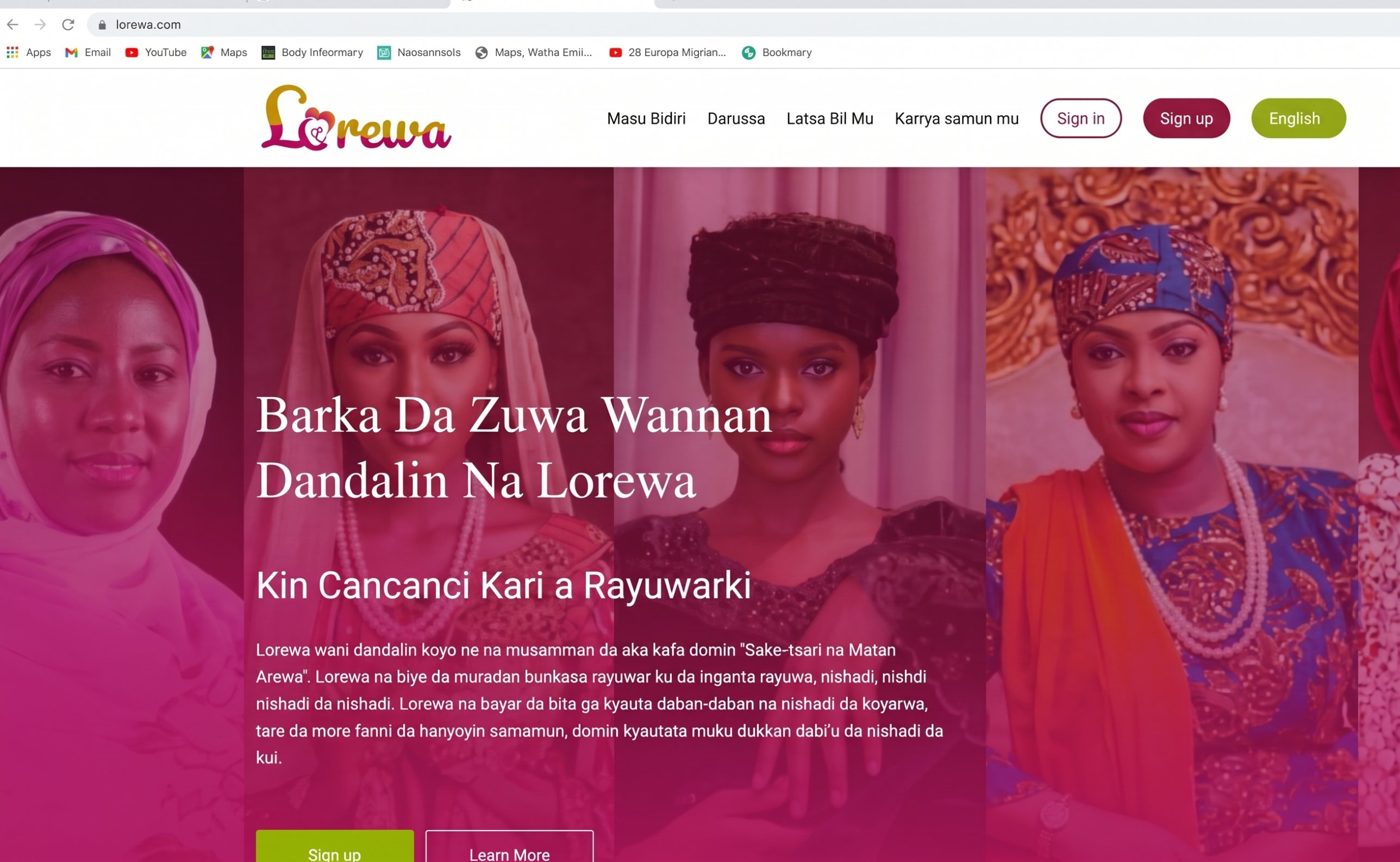 lorewa.com
Apps Email YouTube Maps Body Infeormary Naosannsols Maps, Watha Emii... 28 Europa Migrian... Bookmary
Lorewa
Masu Bidiri Darussa Latsa Bil Mu Karrya samun mu Sign in Sign up English
Barka Da Zuwa Wannan
Dandalin Na Lorewa
Kin Cancanci Kari a Rayuwarki
Lorewa wani dandalin koyo ne na musamman da aka kafa domin "Sake-tsari na Matan
Arewa". Lorewa na biye da muradan bunkasa rayuwar ku da inganta rayuwa, nishadi, nishdi
nishadi da nishadi. Lorewa na bayar da bita ga kyauta daban-daban na nishadi da koyarwa,
tare da more fanni da hanyoyin samamun, domin kyautata muku dukkan dabi'u da nishadi da
kui.
Sign up Learn More